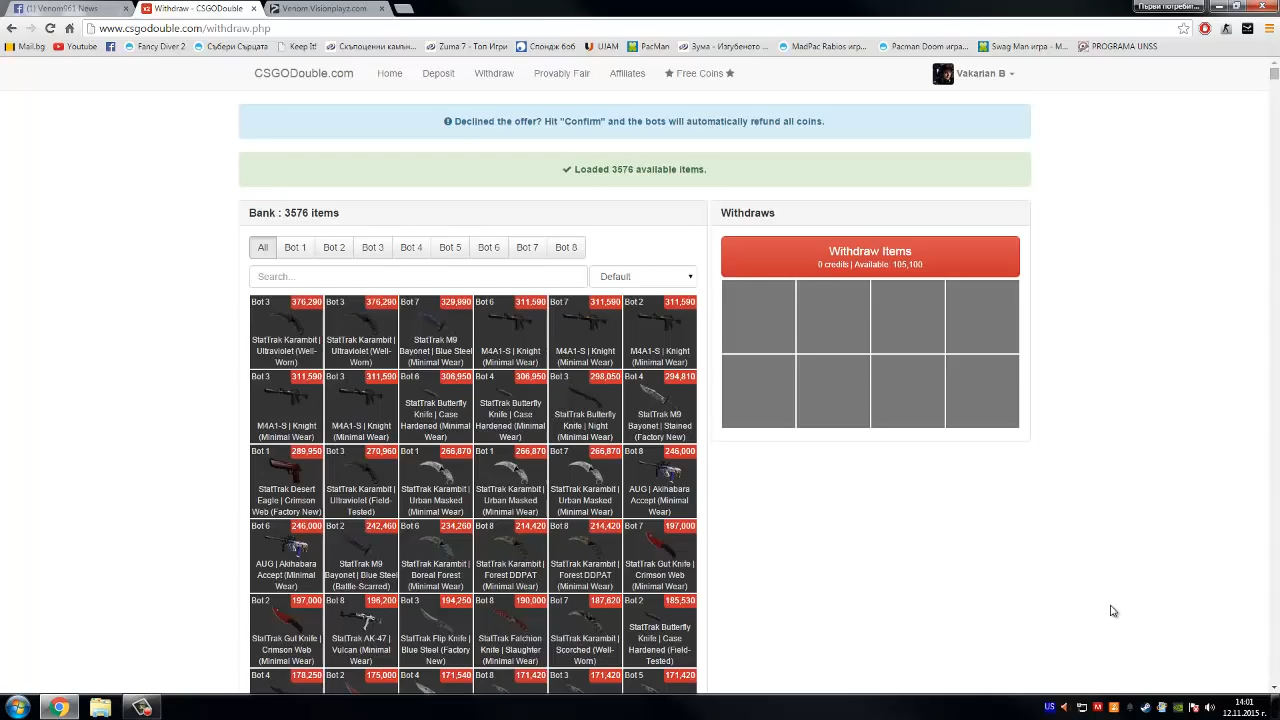 (1) Venom961 News
Withdraw - CSGODouble.com
Venom Visionplayz.com
Първи потребит...
www.csgodouble.com/withdraw.php
Mail.bg
Youtube
Fancy Diver 2
Събери Сърцата
Keep It!
Скъпоценни камън...
Zuma 7 - Топ Игри
Спондж боб
UJAM
PacMan
Зума - Изгубеното ...
MadPac Rabios игр...
Pacman Doom игра...
Swag Man игра - М...
PROGRAMA UNSS
CSGODouble.com
Home
Deposit
Withdraw
Provably Fair
Affiliates
★ Free Coins ★
Vakarian B
Declined the offer? Hit "Confirm" and the bots will automatically refund all coins.
Loaded 3576 available items.
Bank : 3576 items
All Bot 1 Bot 2 Bot 3 Bot 4 Bot 5 Bot 6 Bot 7 Bot 8
Search...
Default
Bot 3 376,290
StatTrak Karambit |
Ultraviolet (Well-
Worn)
Bot 3 376,290
StatTrak Karambit |
Ultraviolet (Well-
Worn)
Bot 7 329,990
StatTrak M9
Bayonet | Blue Steel
(Minimal Wear)
Bot 6 311,590
M4A1-S | Knight
(Minimal Wear)
Bot 7 311,590
M4A1-S | Knight
(Minimal Wear)
Bot 2 311,590
M4A1-S | Knight
(Minimal Wear)
Bot 3 311,590
M4A1-S | Knight
(Minimal Wear)
Bot 3 311,590
M4A1-S | Knight
(Minimal Wear)
Bot 6 306,950
StatTrak Butterfly
Knife | Case
Hardened (Minimal
Wear)
Bot 4 306,950
StatTrak Butterfly
Knife | Case
Hardened (Minimal
Wear)
Bot 3 298,050
StatTrak Butterfly
Knife | Night
(Minimal Wear)
Bot 4 294,810
StatTrak M9
Bayonet | Stained
(Factory New)
Bot 1 289,950
StatTrak Desert
Eagle | Crimson
Web (Factory New)
Bot 3 270,960
StatTrak Karambit |
Ultraviolet (Field-
Tested)
Bot 1 266,870
StatTrak Karambit |
Urban Masked
(Minimal Wear)
Bot 1 266,870
StatTrak Karambit |
Urban Masked
(Minimal Wear)
Bot 7 266,870
StatTrak Karambit |
Urban Masked
(Minimal Wear)
Bot 8 246,000
AUG | Akihabara
Accept (Minimal
Wear)
Bot 6 246,000
AUG | Akihabara
Accept (Minimal
Wear)
Bot 2 242,460
StatTrak M9
Bayonet | Blue Steel
(Battle-Scarred)
Bot 6 234,260
StatTrak Karambit |
Boreal Forest
(Minimal Wear)
Bot 8 214,420
StatTrak Karambit |
Forest DDPAT
(Minimal Wear)
Bot 8 214,420
StatTrak Karambit |
Forest DDPAT
(Minimal Wear)
Bot 7 197,000
StatTrak Gut Knife |
Crimson Web
(Minimal Wear)
Bot 2 197,000
StatTrak Gut Knife |
Crimson Web
(Minimal Wear)
Bot 8 196,200
StatTrak AK-47 |
Vulcan (Minimal
Wear)
Bot 3 194,250
StatTrak Flip Knife |
Blue Steel (Factory
New)
Bot 8 190,000
StatTrak Falchion
Knife | Slaughter
(Minimal Wear)
Bot 7 187,620
StatTrak Karambit |
Scorched (Well-
Worn)
Bot 2 185,530
StatTrak Butterfly
Knife | Case
Hardened (Field-
Tested)
Bot 4 178,250
Bot 2 175,000
Bot 4 171,540
Bot 8 171,420
Bot 3 171,420
Bot 5 171,420
Withdraws
Withdraw Items
0 credits | Available: 105,100
US
14:01
12.11.2015 г.